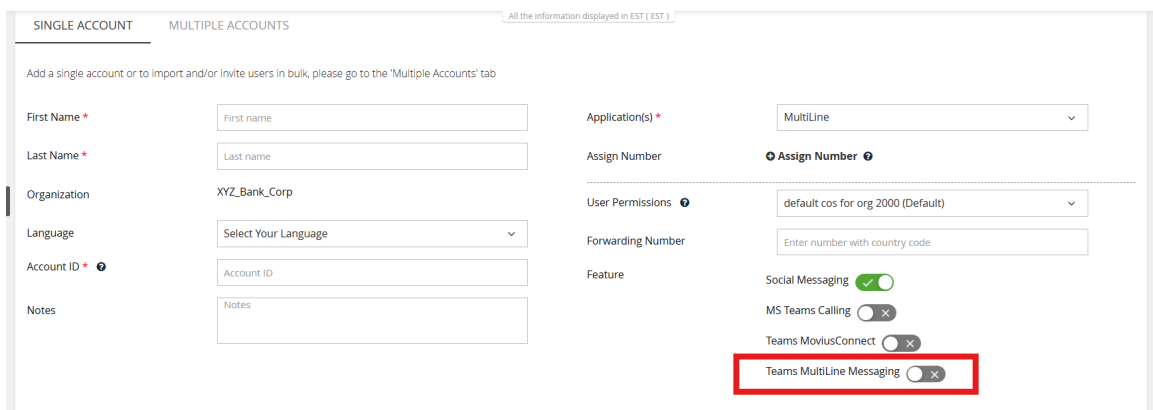 All the information displayed in EST ( EST )
SINGLE ACCOUNT
MULTIPLE ACCOUNTS
Add a single account or to import and/or invite users in bulk, please go to the 'Multiple Accounts' tab
First Name *
First name
Last Name *
Last name
Organization
XYZ_Bank_Corp
Language
Select Your Language
Account ID *
Account ID
Notes
Notes
Application(s) *
MultiLine
Assign Number
Assign Number
User Permissions
default cos for org 2000 (Default)
Forwarding Number
Enter number with country code
Feature
Social Messaging
MS Teams Calling
Teams MoviusConnect
Teams MultiLine Messaging